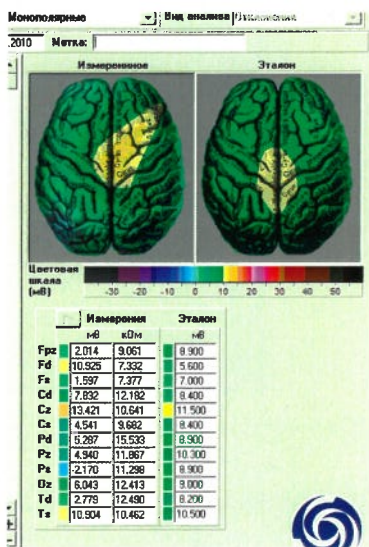 Монополярные Вид анализа Отклонение
.2010 Метка:
Измеренное Эталон
Цветовая
шкала
(мВ)
-30 -20 -10 0 10 20 30 40 50
Измерения Эталон
мВ кОм мВ
Fpz 2.014 9.061 8.900
Fd 10.925 7.332 5.600
Fs 1.597 7.377 7.000
Cd 7.832 12.182 8.400
Cz 13.421 10.641 11.500
Cs 4.541 9.682 8.400
Pd 5.287 15.533 8.900
Pz 4.940 11.867 10.300
Ps -2.170 11.298 8.900
Oz 6.043 12.413 9.000
Td 2.779 12.490 8.200
Ts 10.904 10.462 10.500